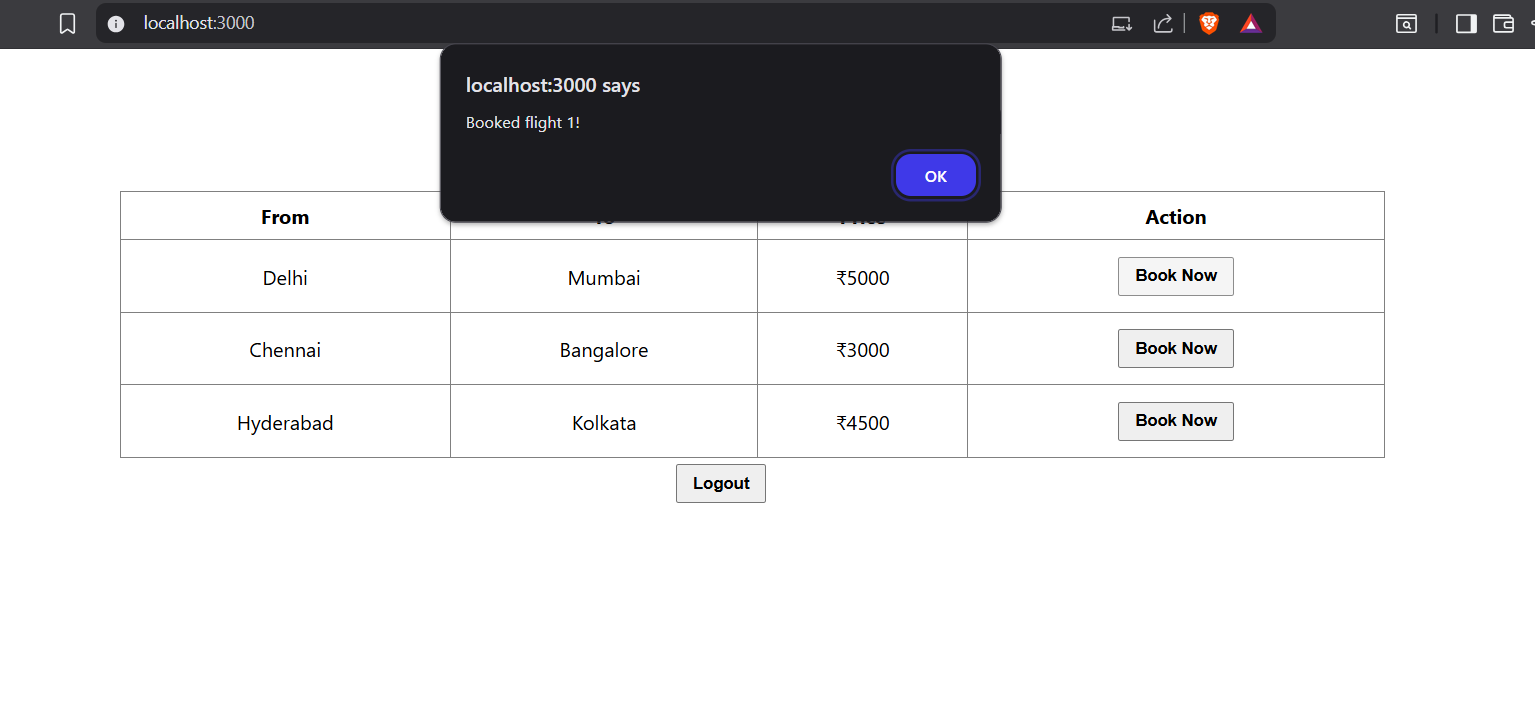 localhost:3000
localhost:3000 says
Booked flight 1!
OK
From Action
Delhi Mumbai ₹5000 Book Now
Chennai Bangalore ₹3000 Book Now
Hyderabad Kolkata ₹4500 Book Now
Logout